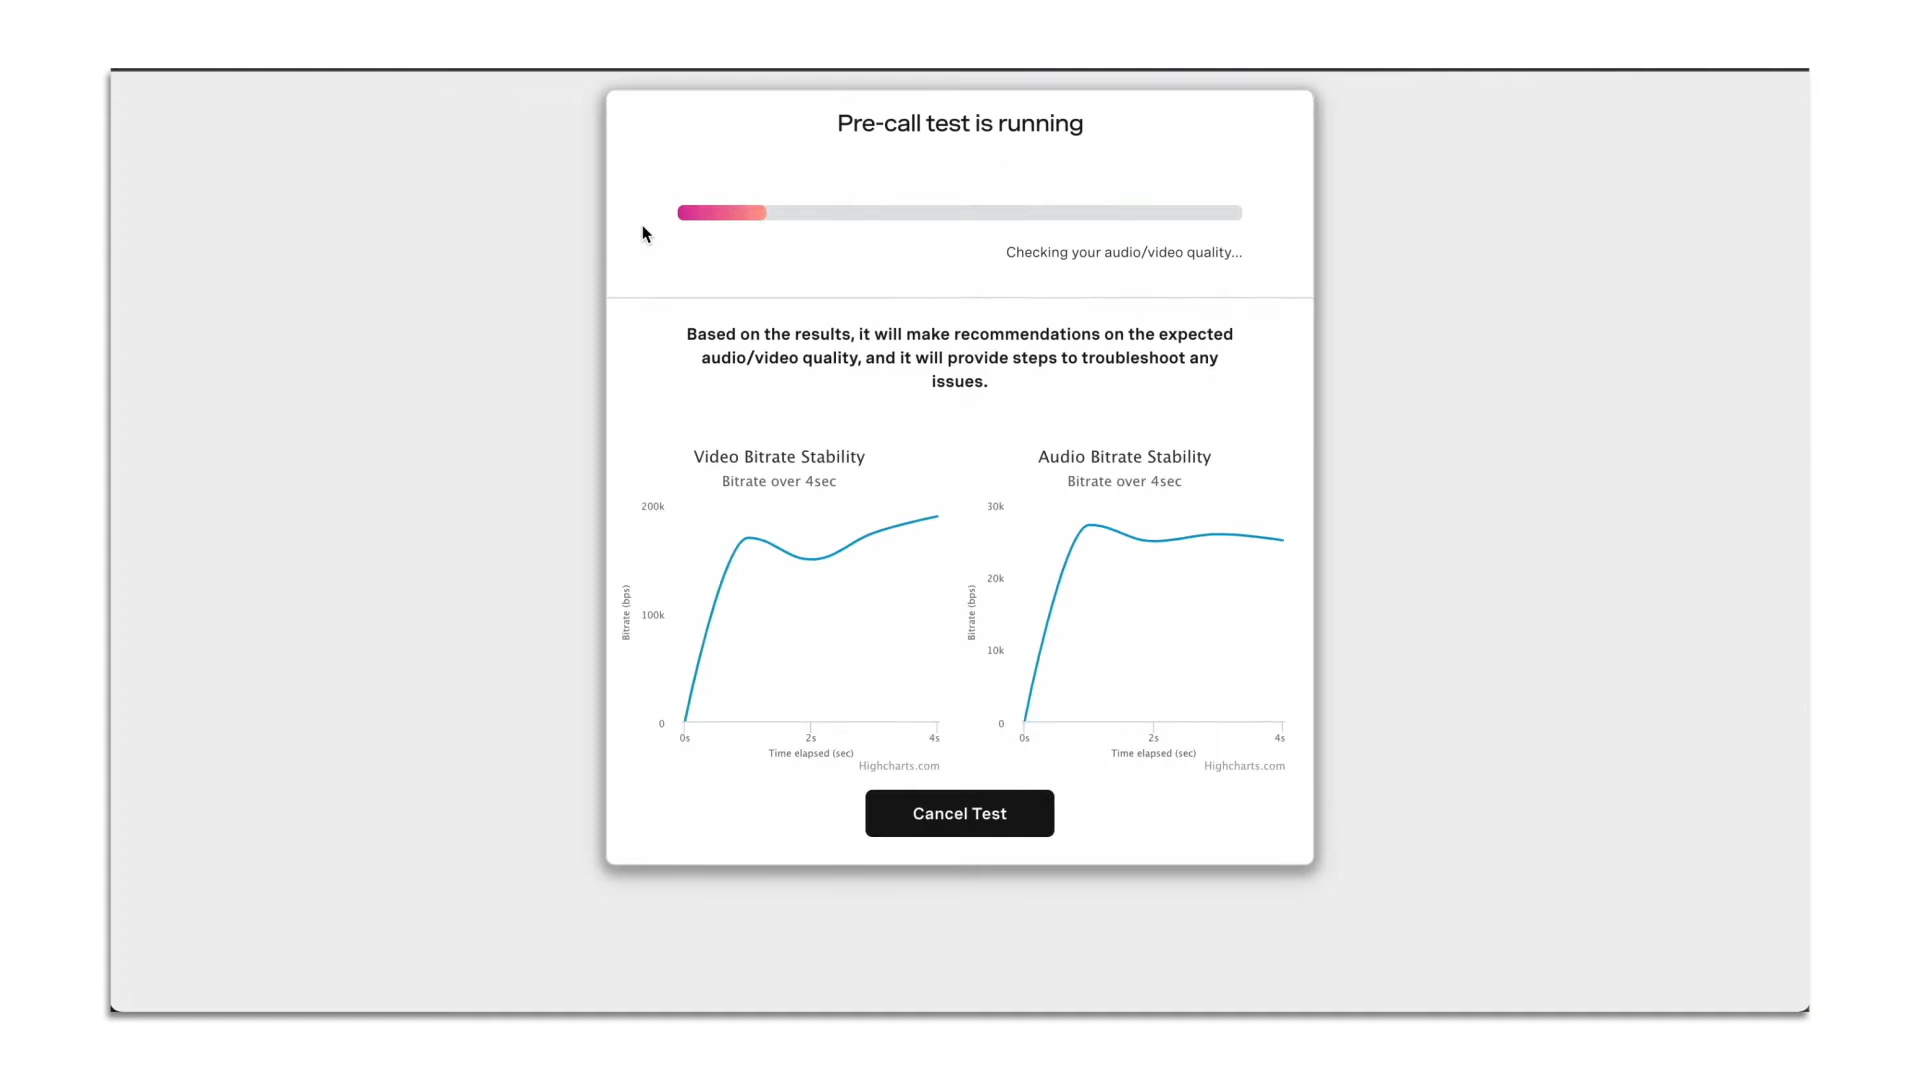 Pre-call test is running
Checking your audio/video quality...
Based on the results, it will make recommendations on the expected
audio/video quality, and it will provide steps to troubleshoot any
issues.
Video Bitrate Stability
Bitrate over 4sec
200k
100k
0
Bitrate (bps)
0s
2s
4s
Time elapsed (sec)
Highcharts.com
Audio Bitrate Stability
Bitrate over 4sec
30k
20k
10k
0
Bitrate (bps)
0s
2s
4s
Time elapsed (sec)
Highcharts.com
Cancel Test